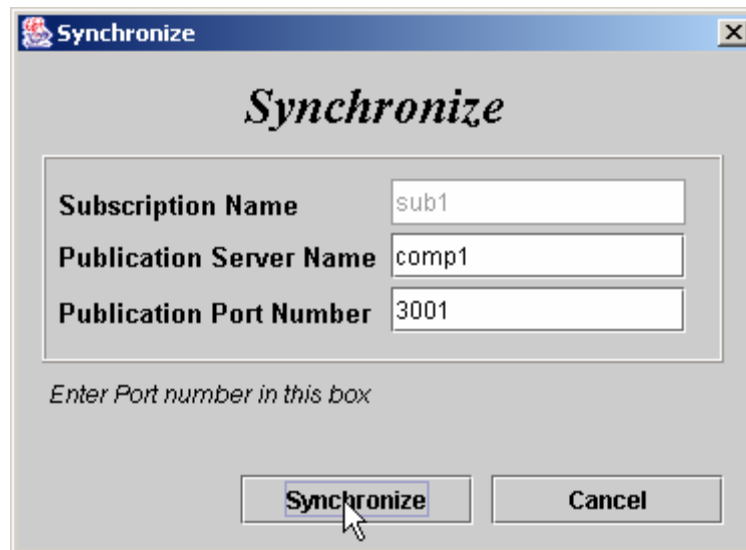 Synchronize
Synchronize
Subscription Name sub1
Publication Server Name comp1
Publication Port Number 3001
Enter Port number in this box
Synchronize Cancel